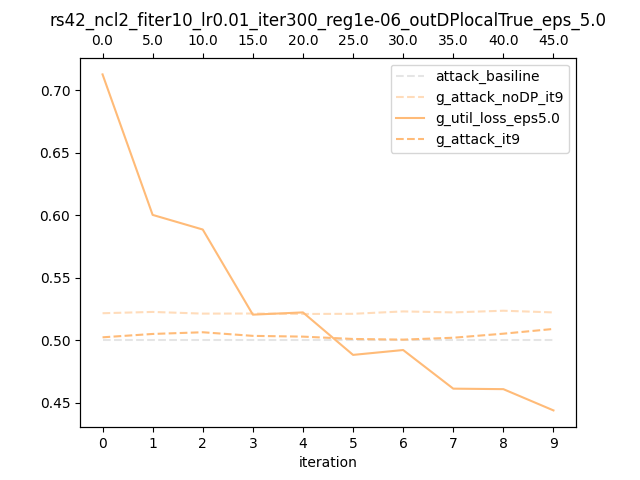 rs42_ncl2_fiter10_lr0.01_iter300_reg1e-06_outDPlocalTrue_eps_5.0
0.0 5.0 10.0 15.0 20.0 25.0 30.0 35.0 40.0 45.0
attack_basiline
g_attack_noDP_it9
g_util_loss_eps5.0
g_attack_it9
0.70
0.65
0.60
0.55
0.50
0.45
0 1 2 3 4 5 6 7 8 9
iteration